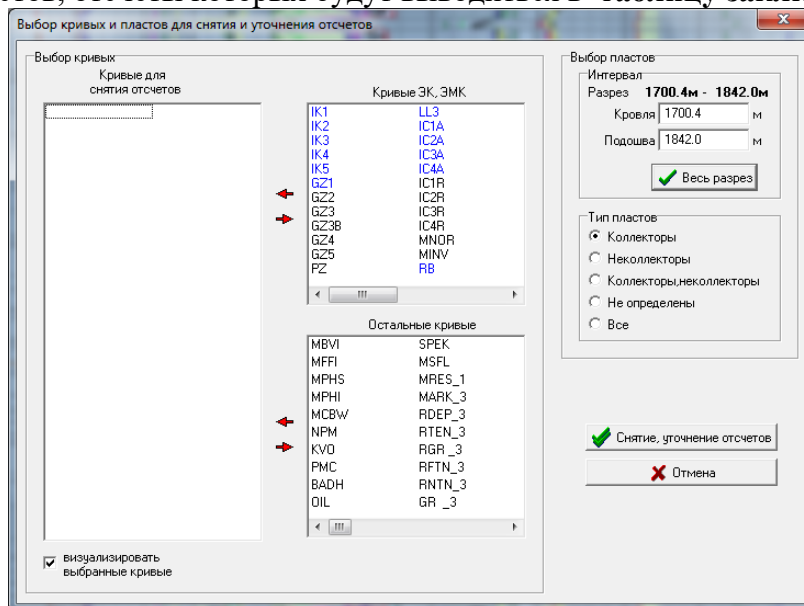 Выбор кривых и пластов для снятия и уточнения отсчетов
Выбор кривых
Кривые для
снятия отсчетов
визуализировать
выбранные кривые
Кривые ЭК, ЭМК
IK1 LL3
IK2 IC1A
IK3 IC2A
IK4 IC3A
IK5 IC4A
GZ1 IC1R
GZ2 IC2R
GZ3 IC3R
GZ3B IC4R
GZ4 MNOR
GZ5 MINV
PZ RB
Остальные кривые
MBVI SPEK
MFFI MSFL
MPHS MRES_1
MPHI MARK_3
MCBW RDEP_3
NPM RTEN_3
KVO RGR _3
PMC RFTN_3
BADH RNTN_3
OIL GR _3
Выбор пластов
Интервал
Разрез 1700.4м - 1842.0м
Кровля 1700.4 м
Подошва 1842.0 м
Весь разрез
Тип пластов
Коллекторы
Неколлекторы
Коллекторы,неколлекторы
Не определены
Все
Снятие, уточнение отсчетов
Отмена